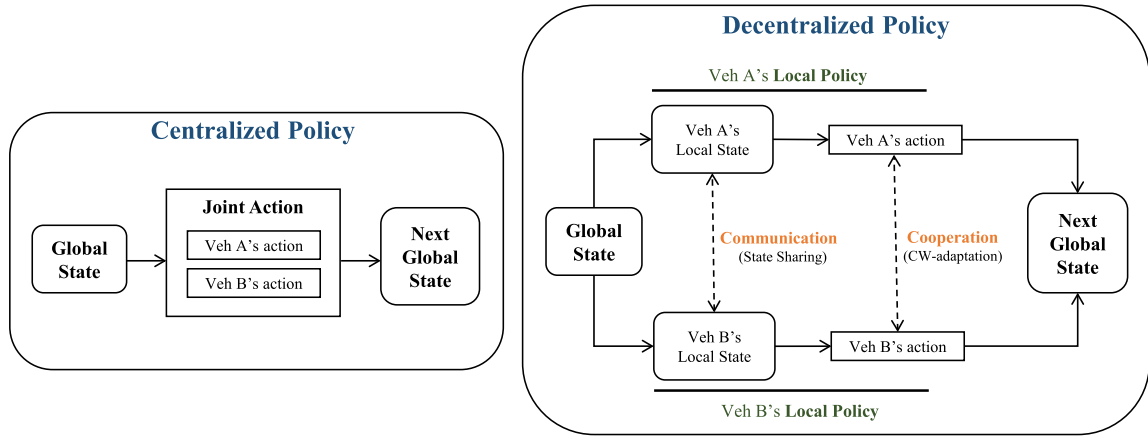 Centralized Policy
Global
State
Joint Action
Veh A's action
Veh B's action
Next
Global
State
Decentralized Policy
Veh A's Local Policy
Global
State
Veh A's
Local State
Veh A's action
Communication
(State Sharing)
Cooperation
(CW-adaptation)
Veh B's
Local State
Veh B's action
Next
Global
State
Veh B's Local Policy